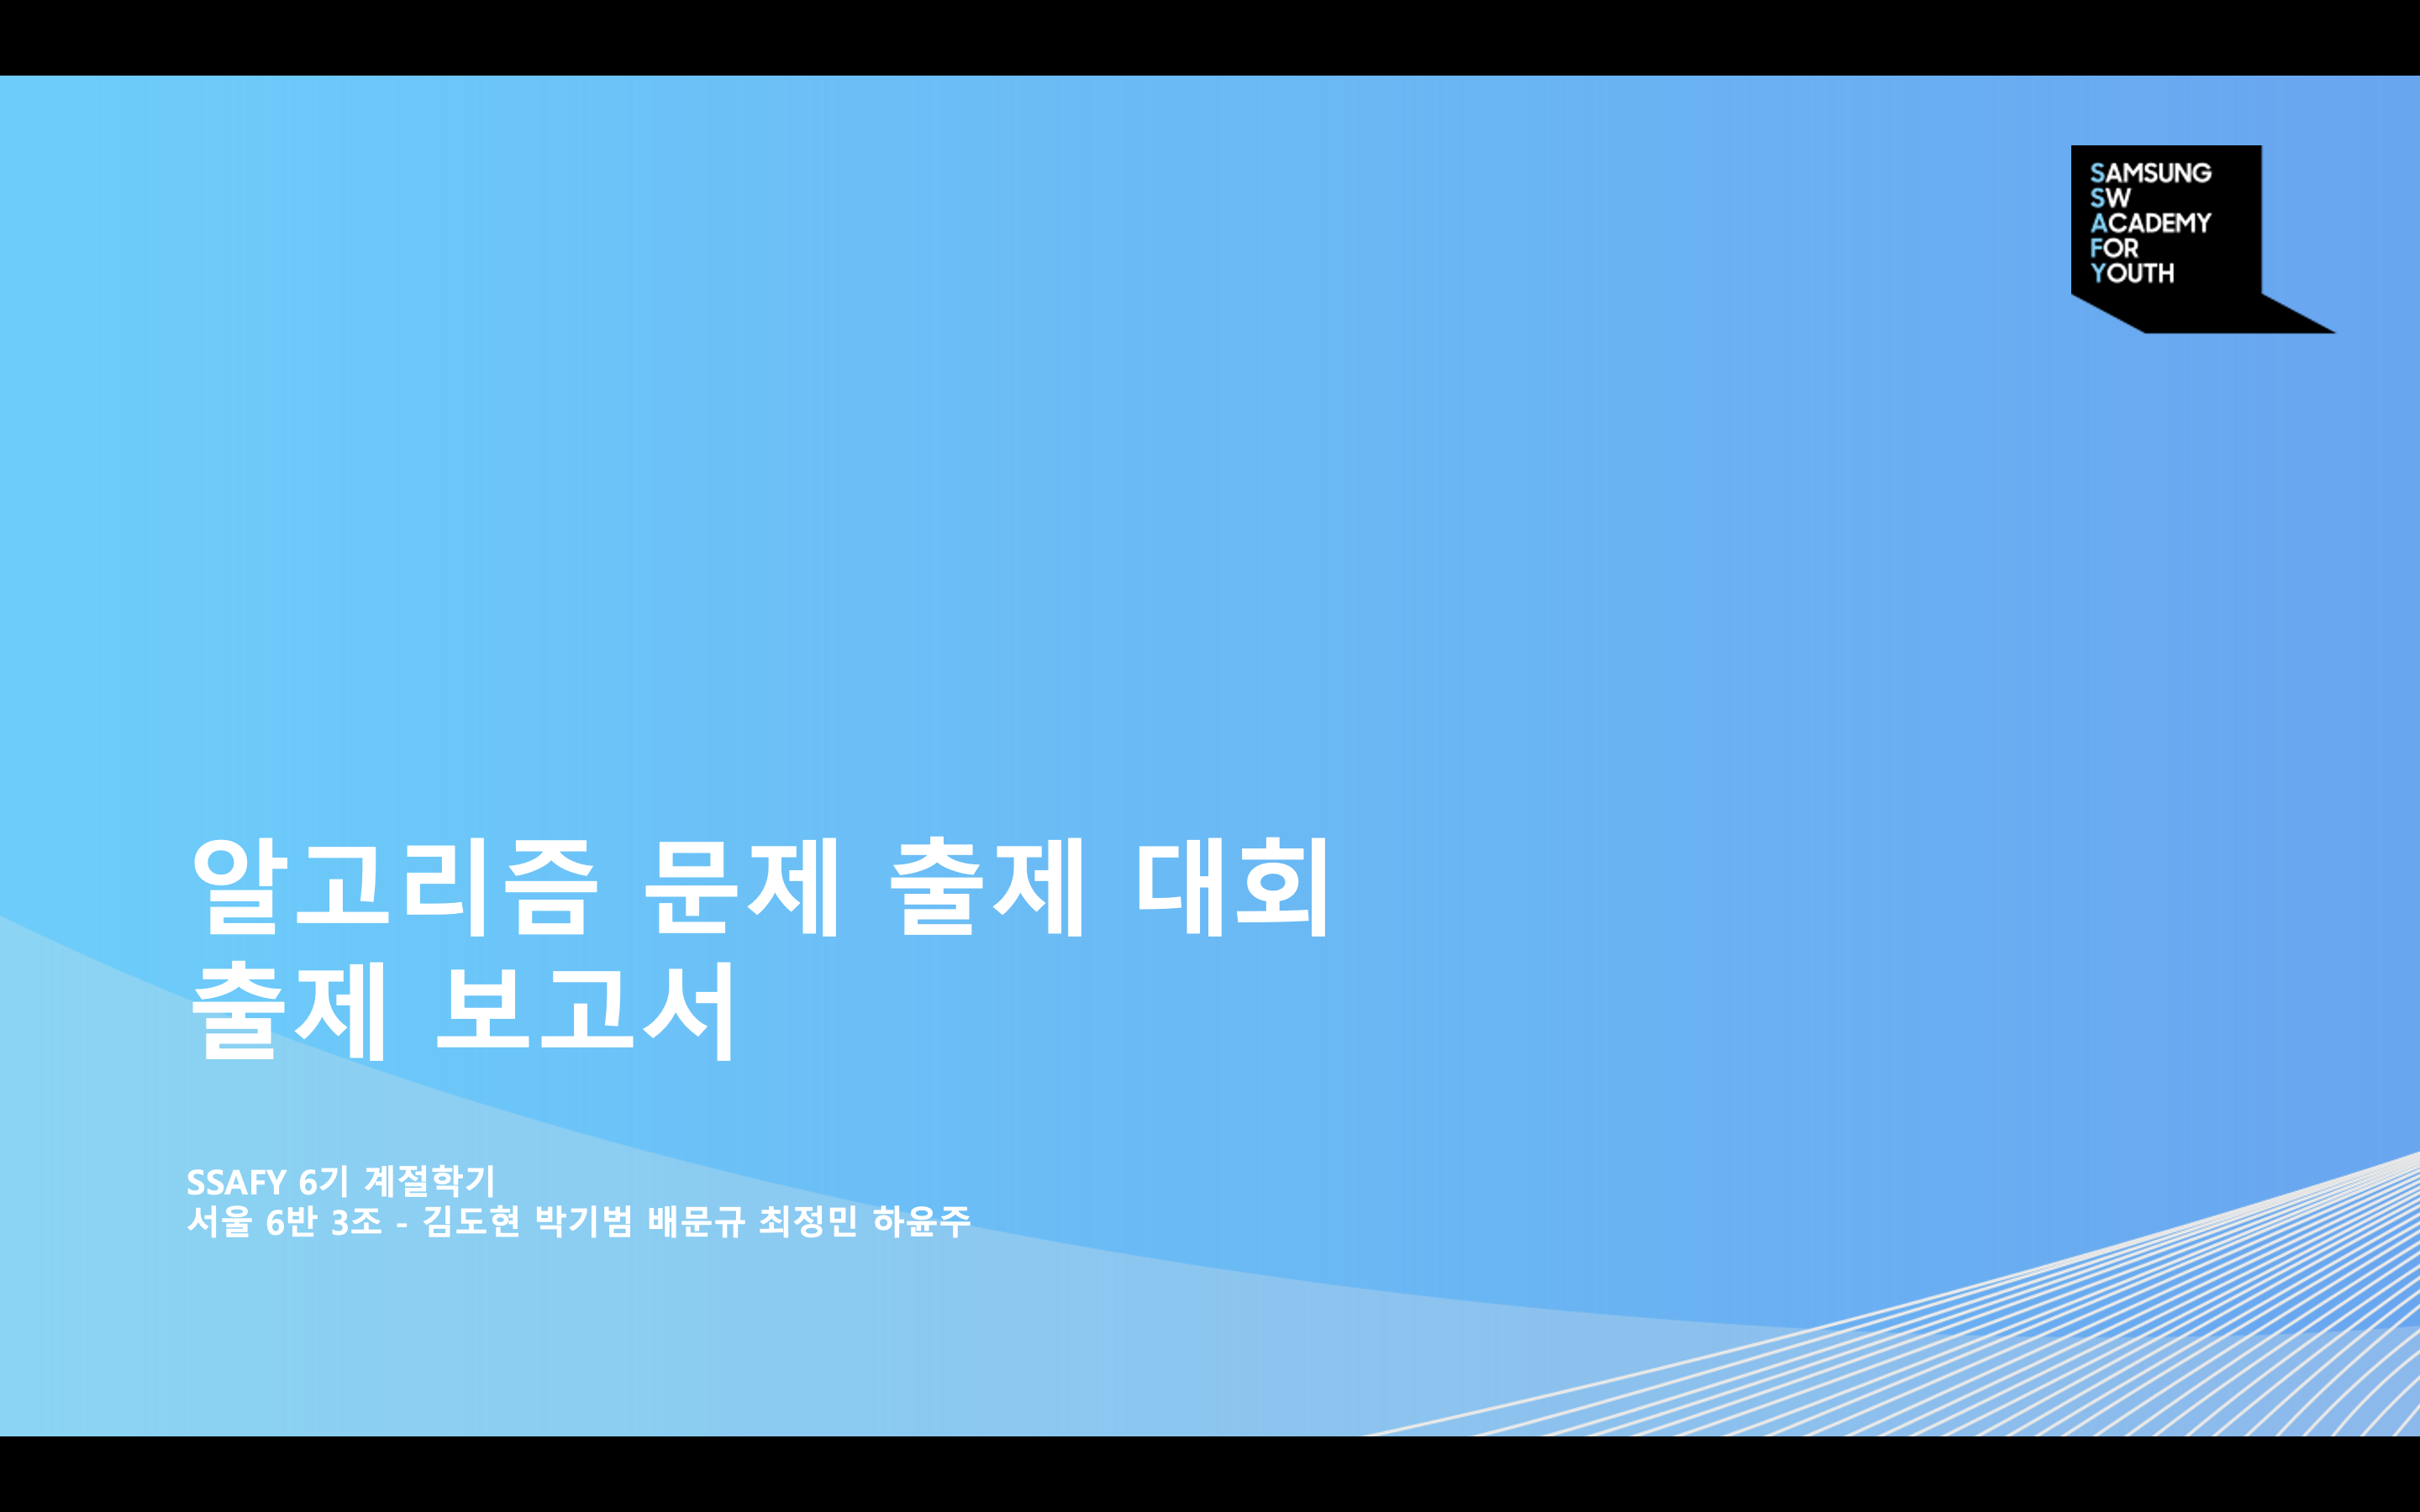 SAMSUNG
SW
ACADEMY
FOR
YOUTH
알고리즘 문제 출제 대회
출제 보고서
SSAFY 6기 계절학기
서울 6반 3조 - 김도현 박기범 배문규 최정민 하윤주